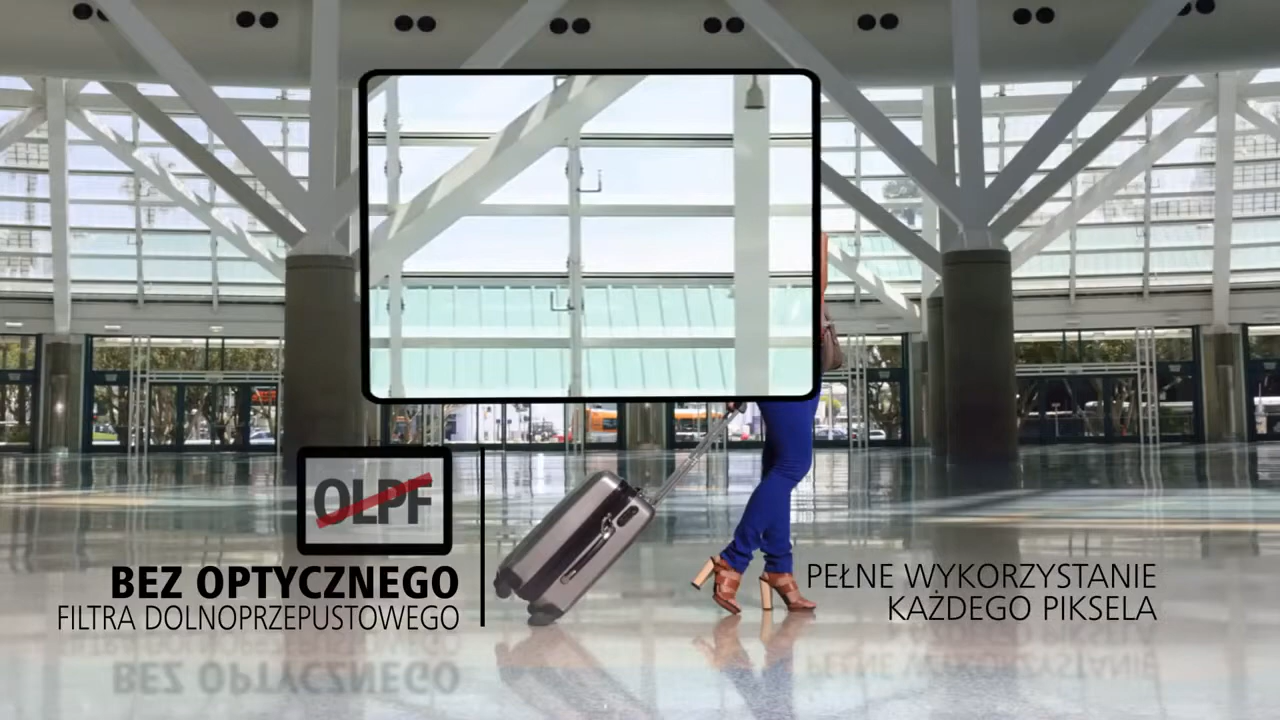 OLPF
BEZ OPTYCZNEGO
FILTRA DOLNOPRZEPUSTOWEGO
PEŁNE WYKORZYSTANIE
KAŻDEGO PIKSELA